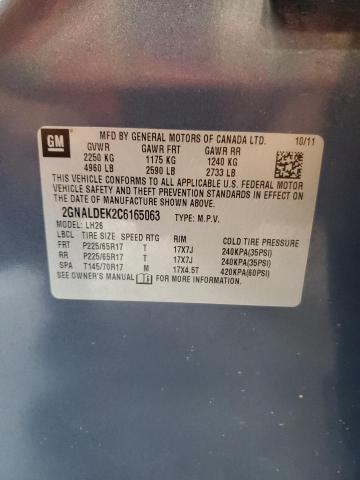 GM
MFD BY GENERAL MOTORS OF CANADA LTD. 10/11
GVWR GAWR FRT GAWR RR
2250 KG 1175 KG 1240 KG
4960 LB 2590 LB 2733 LB
THIS VEHICLE CONFORMS TO ALL APPLICABLE U.S. FEDERAL MOTOR
VEHICLE SAFETY AND THEFT PREVENTION STANDARDS IN
EFFECT ON THE DATE OF MANUFACTURE SHOWN ABOVE.
2GNALDEK2C6165063 TYPE: M.P.V.
MODEL: LH26
LBCL TIRE SIZE SPEED RTG RIM COLD TIRE PRESSURE
FRT P225/65R17 T 17X7J 240KPA(35PSI)
RR P225/65R17 T 17X7J 240KPA(35PSI)
SPA T145/70R17 M 17X4.5T 420KPA(60PSI)
SEE OWNER'S MANUAL FOR MORE INFORMATION.